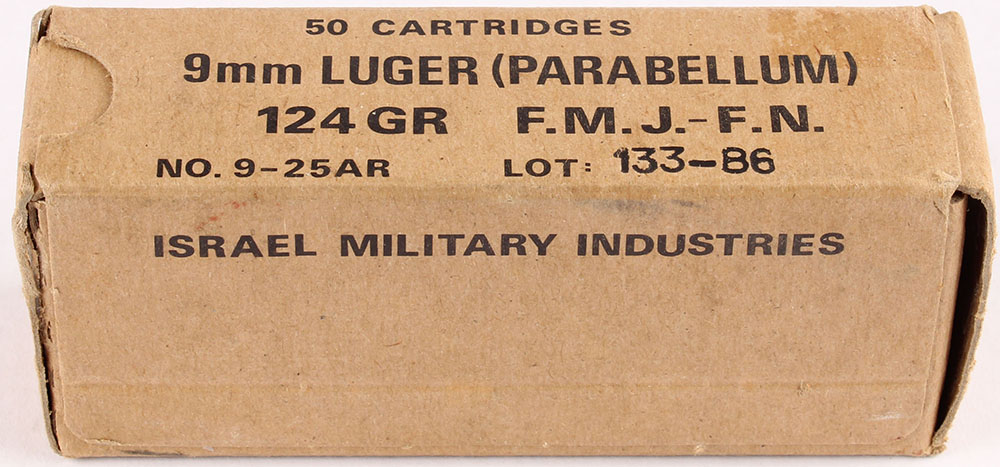 50 CARTRIDGES
9mm LUGER (PARABELLUM)
124 GR F.M.J.-F.N.
NO. 9-25AR LOT: 133-86
ISRAEL MILITARY INDUSTRIES